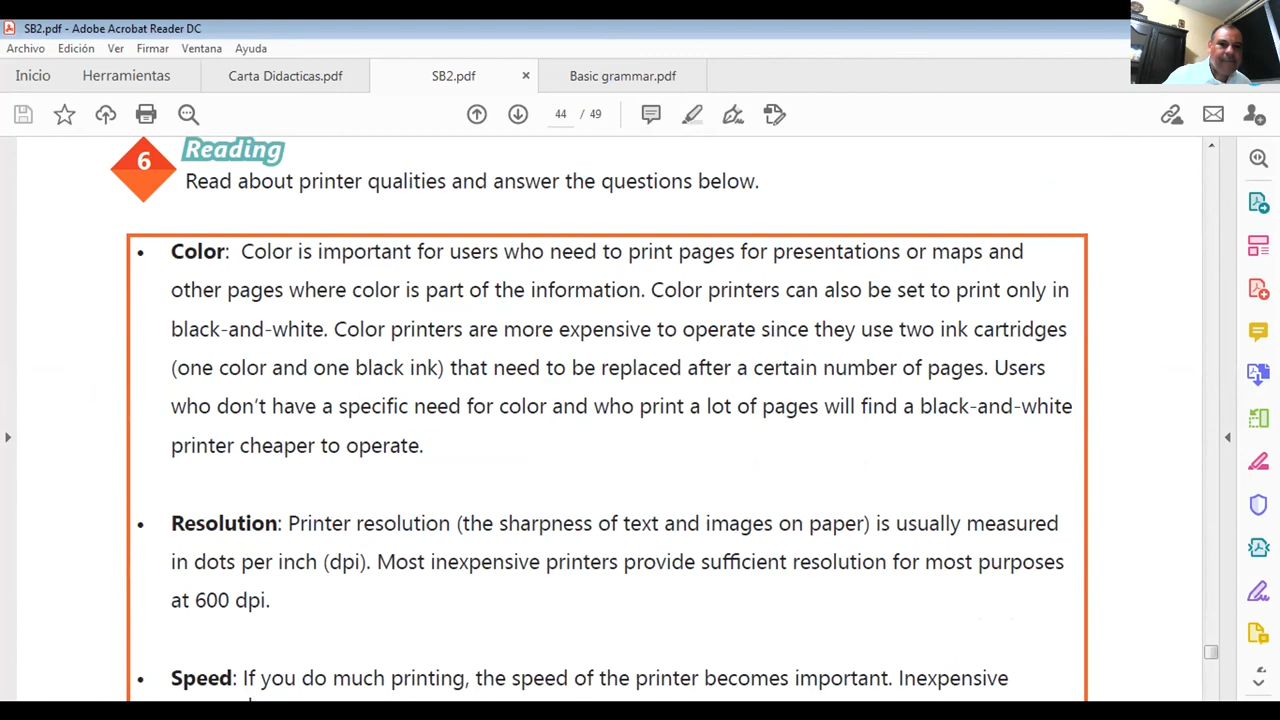 SB2.pdf - Adobe Acrobat Reader DC
Archivo Edición Ver Firmar Ventana Ayuda
Inicio Herramientas Carta Didacticas.pdf SB2.pdf × Basic grammar.pdf
44 / 49
6 Reading
Read about printer qualities and answer the questions below.
• Color: Color is important for users who need to print pages for presentations or maps and
other pages where color is part of the information. Color printers can also be set to print only in
black-and-white. Color printers are more expensive to operate since they use two ink cartridges
(one color and one black ink) that need to be replaced after a certain number of pages. Users
who don't have a specific need for color and who print a lot of pages will find a black-and-white
printer cheaper to operate.
• Resolution: Printer resolution (the sharpness of text and images on paper) is usually measured
in dots per inch (dpi). Most inexpensive printers provide sufficient resolution for most purposes
at 600 dpi.
• Speed: If you do much printing, the speed of the printer becomes important. Inexpensive